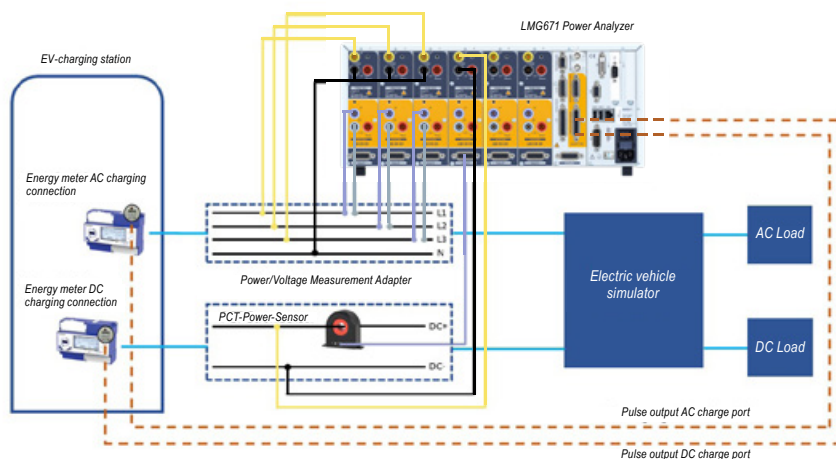 LMG671 Power Analyzer
EV-charging station
Energy meter AC charging
connection
L1
L2
L3
N
Power/Voltage Measurement Adapter
Energy meter DC
charging connection
PCT-Power-Sensor
DC+
DC-
Electric vehicle
simulator
AC Load
DC Load
Pulse output AC charge port
Pulse output DC charge port